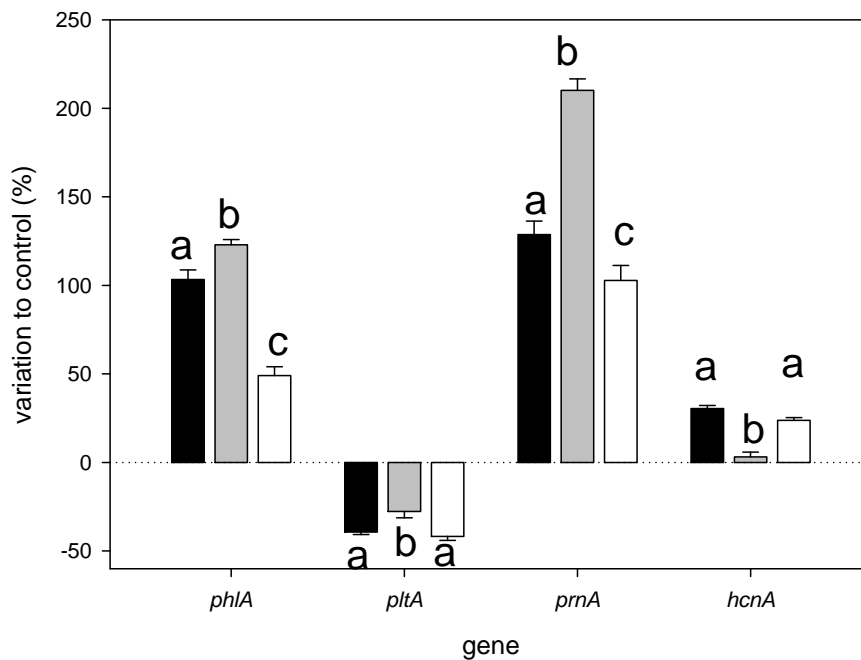 variation to control (%)
250
200
150
100
50
0
-50
a
b
c
a
b
a
a
b
c
a
b
a
phlA
pltA
prnA
hcnA
gene